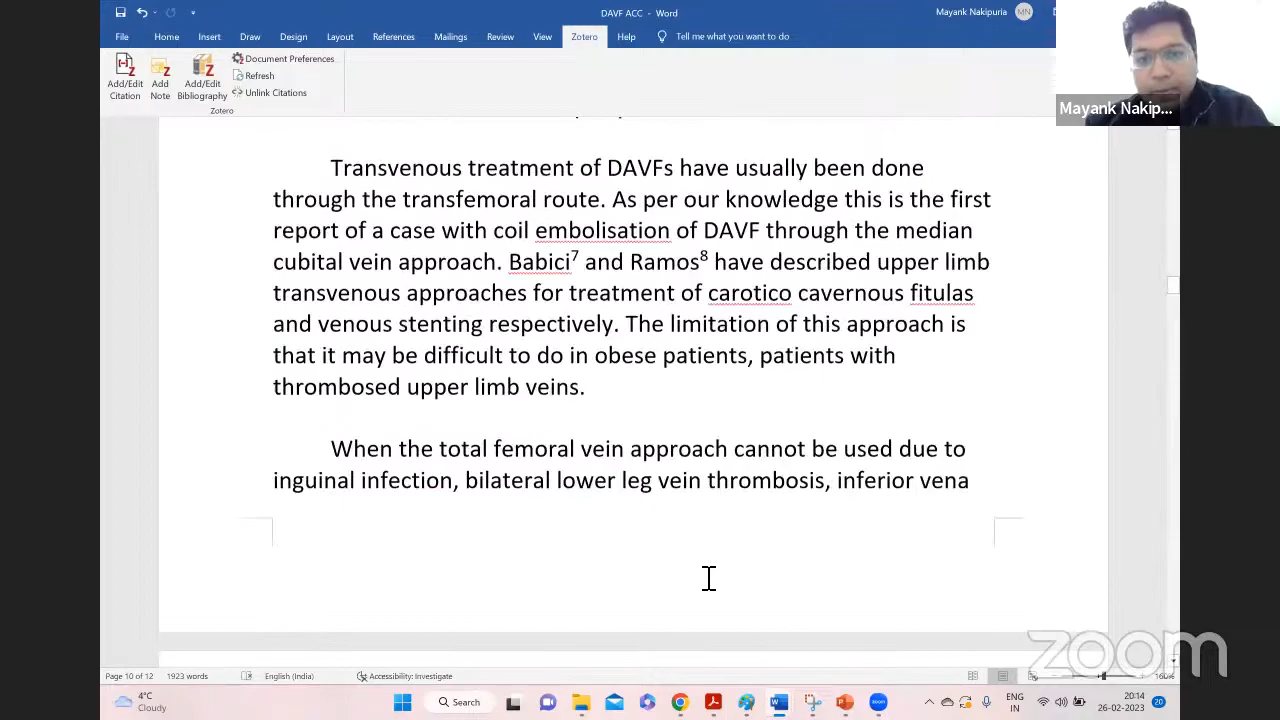 DAVF ACC - Word
Mayank Nakipuria MN
File Home Insert Draw Design Layout References Mailings Review View Zotero Help Tell me what you want to do
Add/Edit Citation
Add Note
Add/Edit Bibliography
Document Preferences
Refresh
Unlink Citations
Zotero
Mayank Nakip...
Transvenous treatment of DAVFs have usually been done
through the transfemoral route. As per our knowledge this is the first
report of a case with coil embolisation of DAVF through the median
cubital vein approach. Babici7 and Ramos8 have described upper limb
transvenous approaches for treatment of carotico cavernous fitulas
and venous stenting respectively. The limitation of this approach is
that it may be difficult to do in obese patients, patients with
thrombosed upper limb veins.
When the total femoral vein approach cannot be used due to
inguinal infection, bilateral lower leg vein thrombosis, inferior vena
zoom
Page 10 of 12 1923 words English (India) Accessibility: Investigate 160%
4°C
Cloudy
Search
ENG
IN
20:14
26-02-2023
20